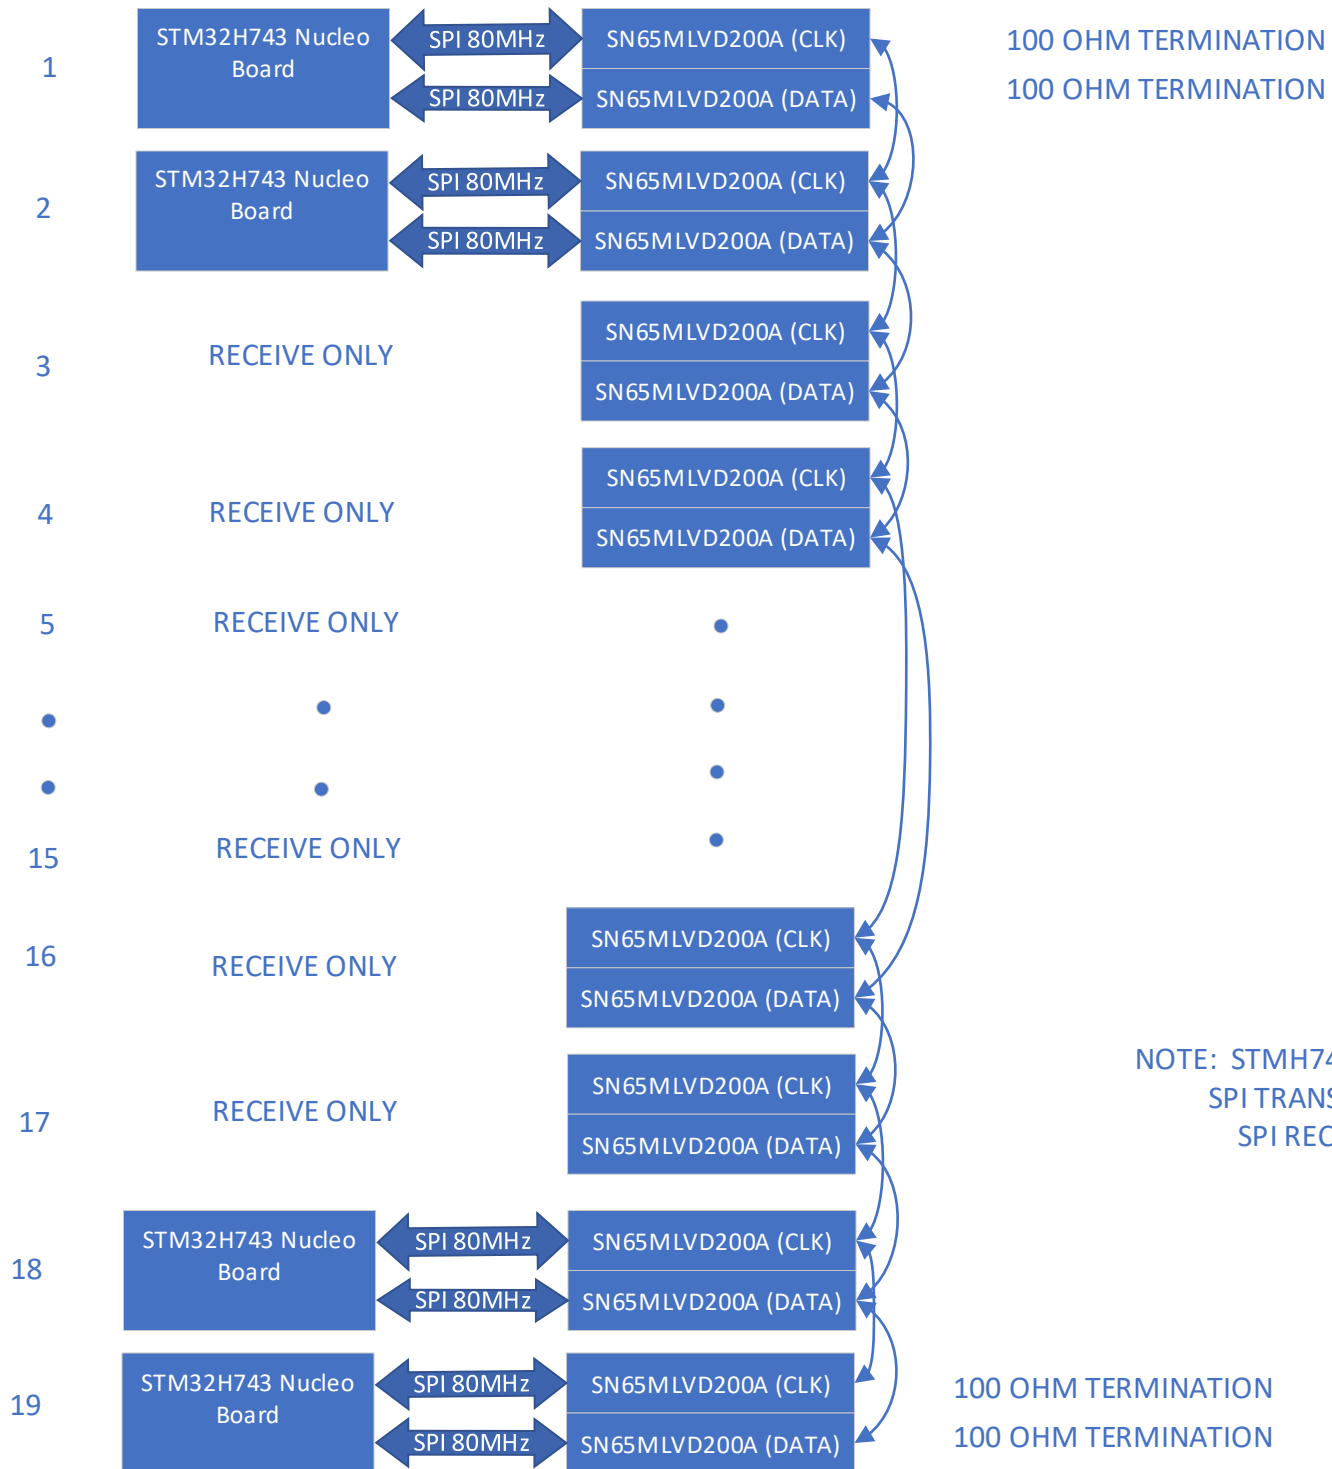 1
STM32H743 Nucleo
Board
SPI 80MHz
SPI 80MHz
SN65MLVD200A (CLK)
SN65MLVD200A (DATA)
100 OHM TERMINATION
100 OHM TERMINATION
2
STM32H743 Nucleo
Board
SPI 80MHz
SPI 80MHz
SN65MLVD200A (CLK)
SN65MLVD200A (DATA)
3
RECEIVE ONLY
SN65MLVD200A (CLK)
SN65MLVD200A (DATA)
4
RECEIVE ONLY
SN65MLVD200A (CLK)
SN65MLVD200A (DATA)
5
RECEIVE ONLY
15
RECEIVE ONLY
16
RECEIVE ONLY
SN65MLVD200A (CLK)
SN65MLVD200A (DATA)
17
RECEIVE ONLY
SN65MLVD200A (CLK)
SN65MLVD200A (DATA)
NOTE: STMH74
SPI TRANS
SPI REC
18
STM32H743 Nucleo
Board
SPI 80MHz
SPI 80MHz
SN65MLVD200A (CLK)
SN65MLVD200A (DATA)
19
STM32H743 Nucleo
Board
SPI 80MHz
SPI 80MHz
SN65MLVD200A (CLK)
SN65MLVD200A (DATA)
100 OHM TERMINATION
100 OHM TERMINATION